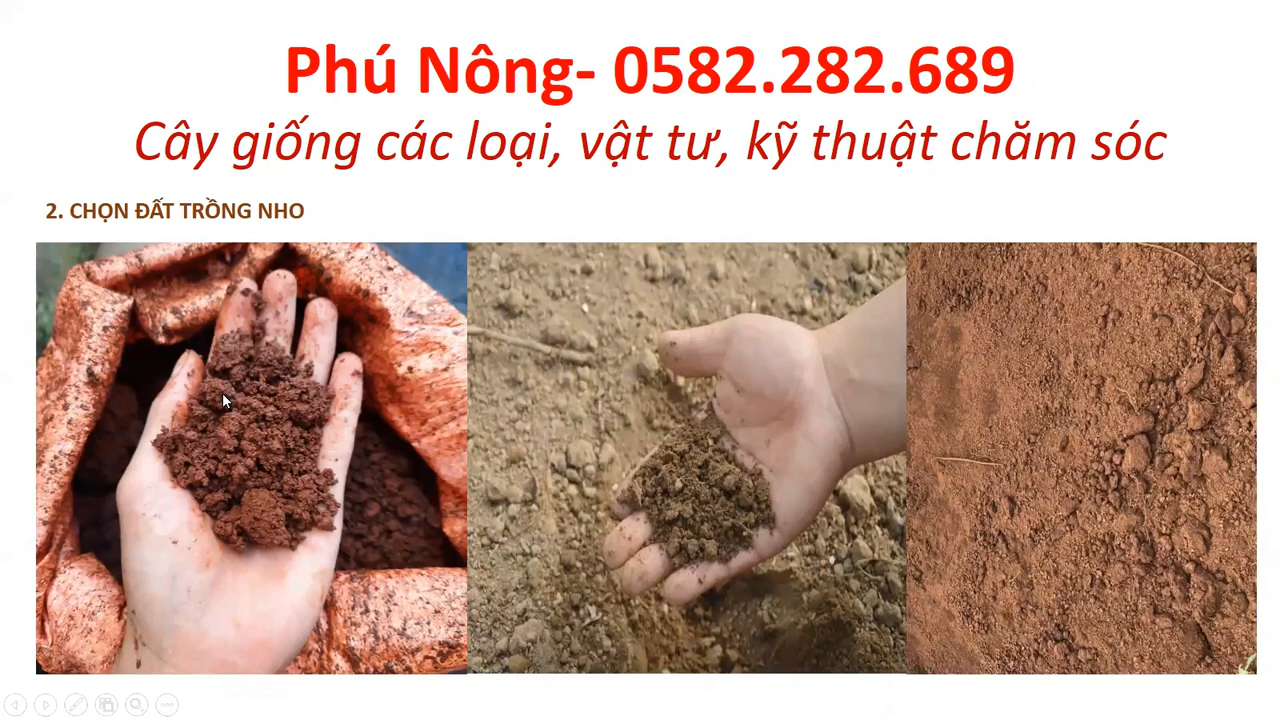 Phú Nông- 0582.282.689
Cây giống các loại, vật tư, kỹ thuật chăm sóc
2. CHỌN ĐẤT TRỒNG NHO